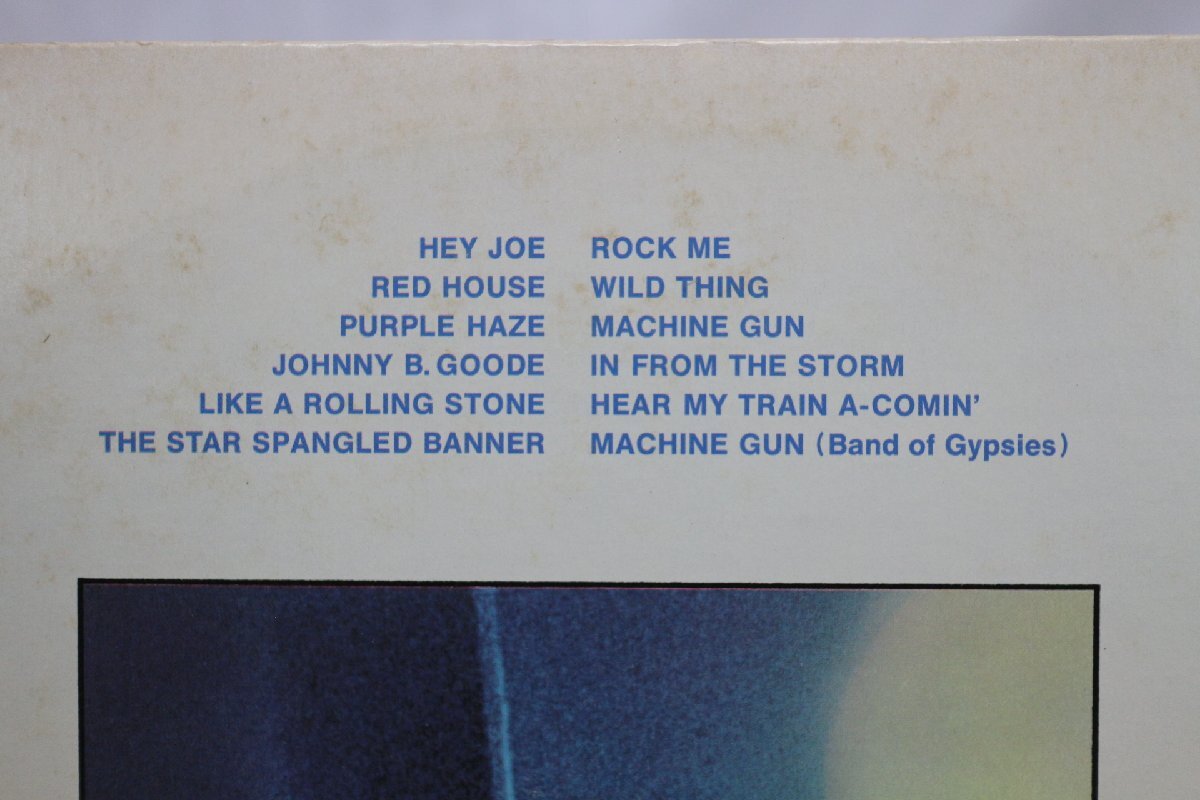 HEY JOE
RED HOUSE
PURPLE HAZE
JOHNNY B. GOODE
LIKE A ROLLING STONE
THE STAR SPANGLED BANNER
ROCK ME
WILD THING
MACHINE GUN
IN FROM THE STORM
HEAR MY TRAIN A-COMIN'
MACHINE GUN (Band of Gypsies)